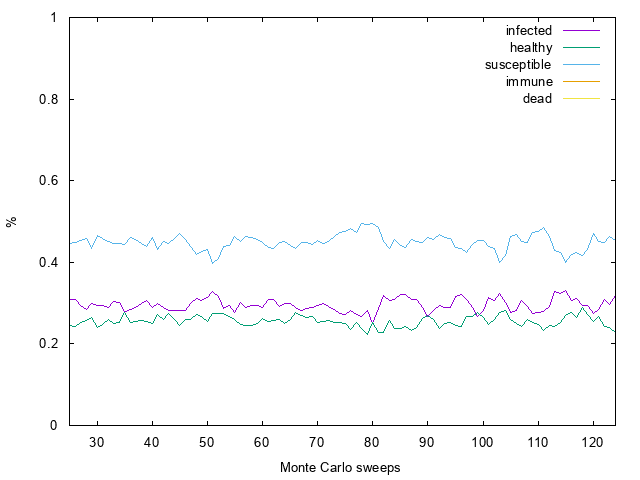 1
0.8
0.6
0.4
0.2
0
%
infected
healthy
susceptible
immune
dead
30 40 50 60 70 80 90 100 110 120
Monte Carlo sweeps